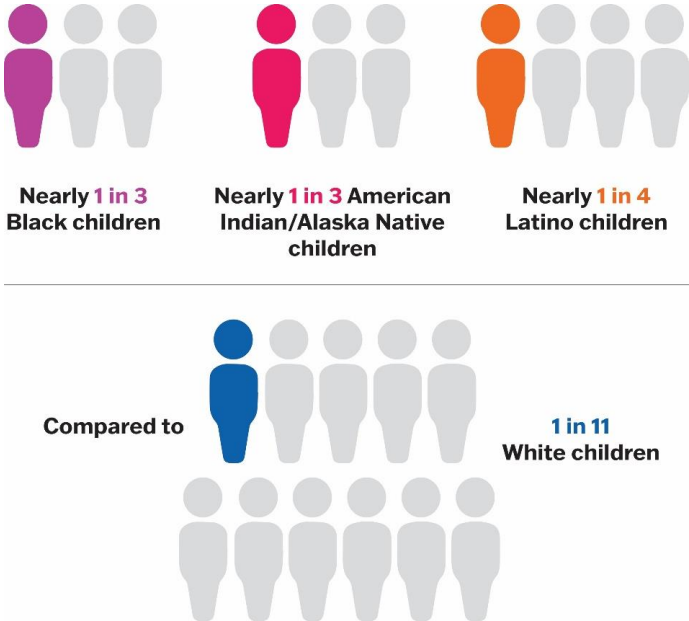 Nearly 1 in 3
Black children
Nearly 1 in 3 American
Indian/Alaska Native
children
Nearly 1 in 4
Latino children
Compared to
1 in 11
White children